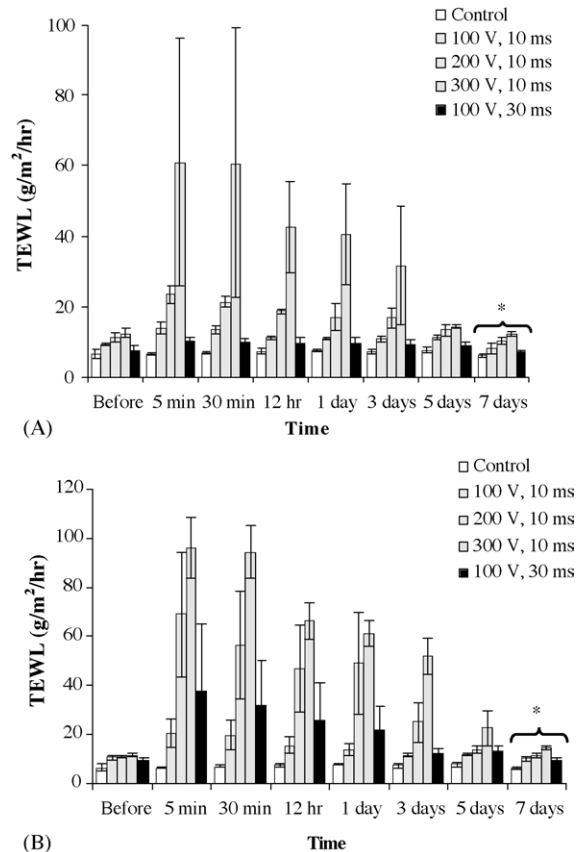 100
80
60
40
20
0
TEWL (g/m²/hr)
Control
100 V, 10 ms
200 V, 10 ms
300 V, 10 ms
100 V, 30 ms
*
Before 5 min 30 min 12 hr 1 day 3 days 5 days 7 days
(A) Time
120
100
80
60
40
20
0
TEWL (g/m²/hr)
Control
100 V, 10 ms
200 V, 10 ms
300 V, 10 ms
100 V, 30 ms
*
Before 5 min 30 min 12 hr 1 day 3 days 5 days 7 days
(B) Time